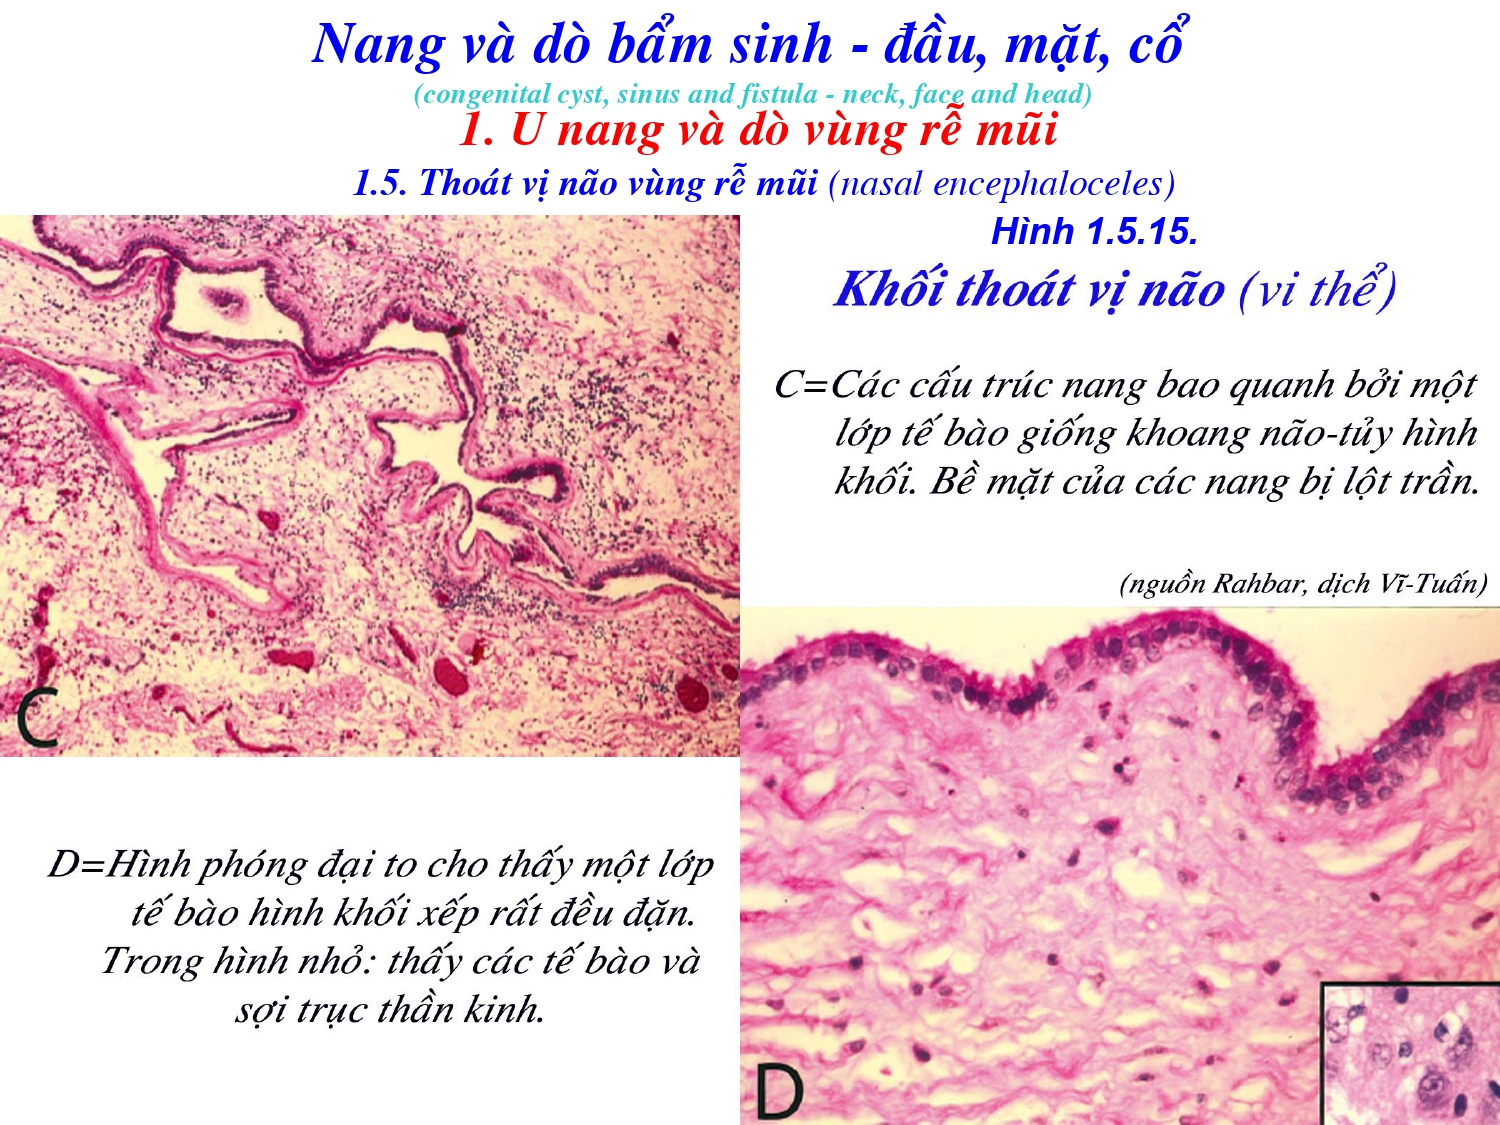 Nang và dò bẩm sinh - đầu, mặt, cổ
(congenital cyst, sinus and fistula - neck, face and head)
1. U nang và dò vùng rễ mũi
1.5. Thoát vị não vùng rễ mũi (nasal encephaloceles)
Hình 1.5.15.
Khối thoát vị não (vi thể)
C=Các cấu trúc nang bao quanh bởi một
lớp tế bào giống khoang não-tủy hình
khối. Bề mặt của các nang bị lột trần.
(nguồn Rahbar, dịch Vĩ-Tuấn)
C
D=Hình phóng đại to cho thấy một lớp
tế bào hình khối xếp rất đều đặn.
Trong hình nhỏ: thấy các tế bào và
sợi trục thần kinh.
D